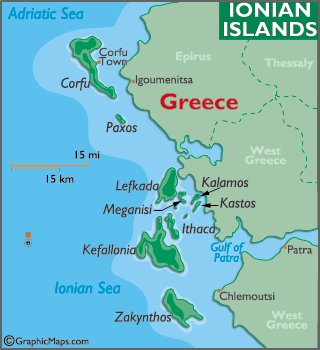 IONIAN
ISLANDS
Adriatic Sea
Corfu
Town
Epirus
Thessaly
Igoumenitsa
Corfu
Greece
Paxos
15 mi
15 km
West
Greece
Lefkada
Kalamos
Meganisi
Kastos
Ithaca
Kefallonia
Gulf of
Patra
Patra
Ionian Sea
Chlemoutsi
Zakynthos
West
Greece
©GraphicMaps.com